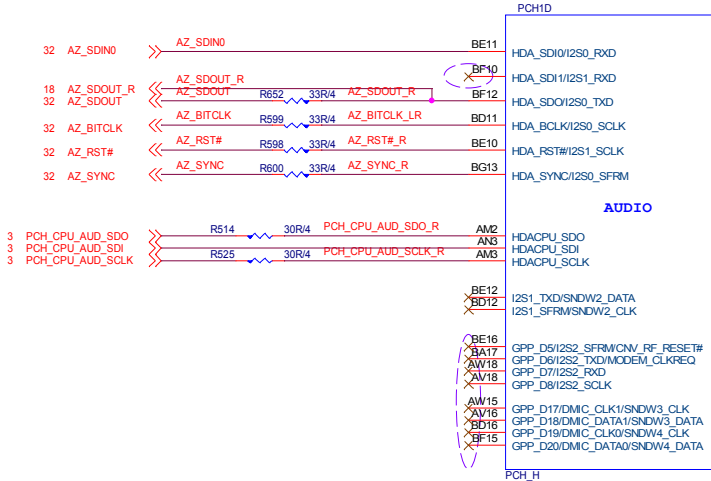 PCH1D
32 AZ_SDIN0 AZ_SDIN0 BE11 HDA_SDI0/I2S0_RXD
BF10 HDA_SDI1/I2S1_RXD
18 AZ_SDOUT_R AZ_SDOUT_R
32 AZ_SDOUT AZ_SDOUT R652 33R/4 AZ_SDOUT_R BF12 HDA_SDO/I2S0_TXD
32 AZ_BITCLK AZ_BITCLK R599 33R/4 AZ_BITCLK_LR BD11 HDA_BCLK/I2S0_SCLK
32 AZ_RST# AZ_RST# R598 33R/4 AZ_RST#_R BE10 HDA_RST#/I2S1_SCLK
32 AZ_SYNC AZ_SYNC R600 33R/4 AZ_SYNC_R BG13 HDA_SYNC/I2S0_SFRM
AUDIO
3 PCH_CPU_AUD_SDO R514 30R/4 PCH_CPU_AUD_SDO_R AM2 HDACPU_SDO
3 PCH_CPU_AUD_SDI AN3 HDACPU_SDI
3 PCH_CPU_AUD_SCLK R525 30R/4 PCH_CPU_AUD_SCLK_R AM3 HDACPU_SCLK
BE12 I2S1_TXD/SNDW2_DATA
BD12 I2S1_SFRM/SNDW2_CLK
BE16 GPP_D5/I2S2_SFRM/CNV_RF_RESET#
BA17 GPP_D6/I2S2_TXD/MODEM_CLKREQ
AW18 GPP_D7/I2S2_RXD
AV18 GPP_D8/I2S2_SCLK
AW15 GPP_D17/DMIC_CLK1/SNDW3_CLK
AV16 GPP_D18/DMIC_DATA1/SNDW3_DATA
BD16 GPP_D19/DMIC_CLK0/SNDW4_CLK
BF15 GPP_D20/DMIC_DATA0/SNDW4_DATA
PCH_H